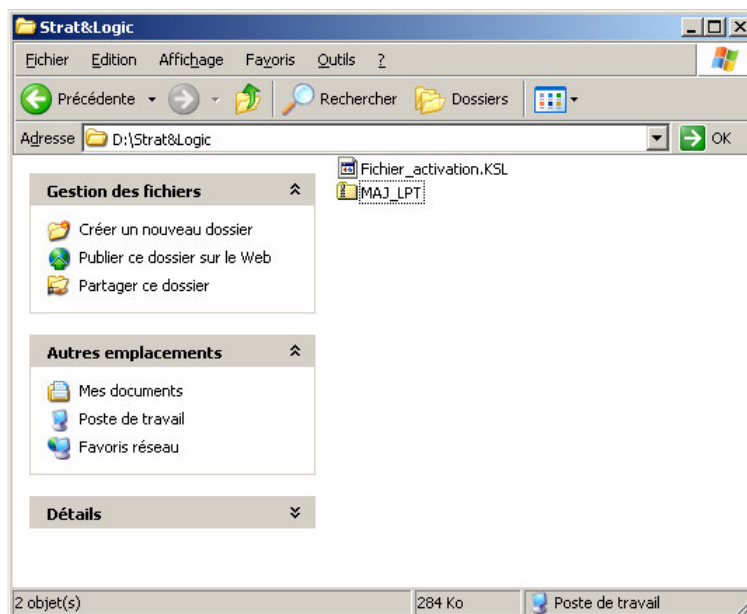 Strat&Logic
Fichier Edition Affichage Favoris Outils ?
Précédente Rechercher Dossiers
Adresse D:\Strat&Logic OK
Gestion des fichiers
Créer un nouveau dossier
Publier ce dossier sur le Web
Partager ce dossier
Autres emplacements
Mes documents
Poste de travail
Favoris réseau
Détails
Fichier_activation.KSL
MAJ_LPT
2 objet(s) 284 Ko Poste de travail